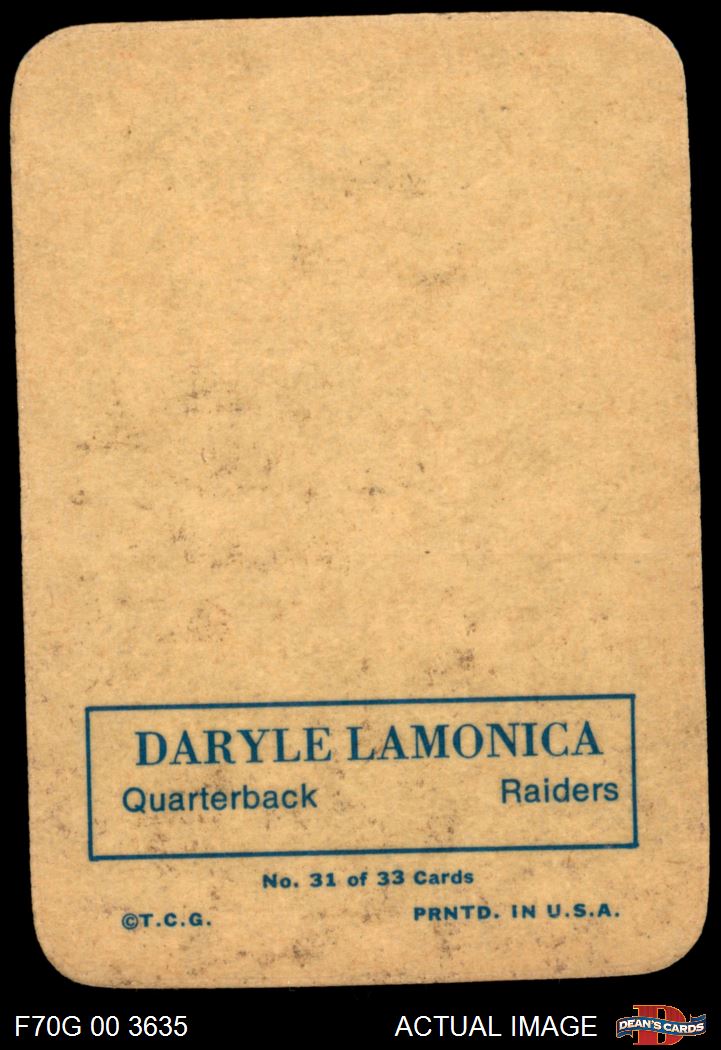 DARYLE LAMONICA
Quarterback Raiders
No. 31 of 33 Cards
©T.C.G. PRNTD. IN U.S.A.
F70G 00 3635 ACTUAL IMAGE D DEAN'S CARDS